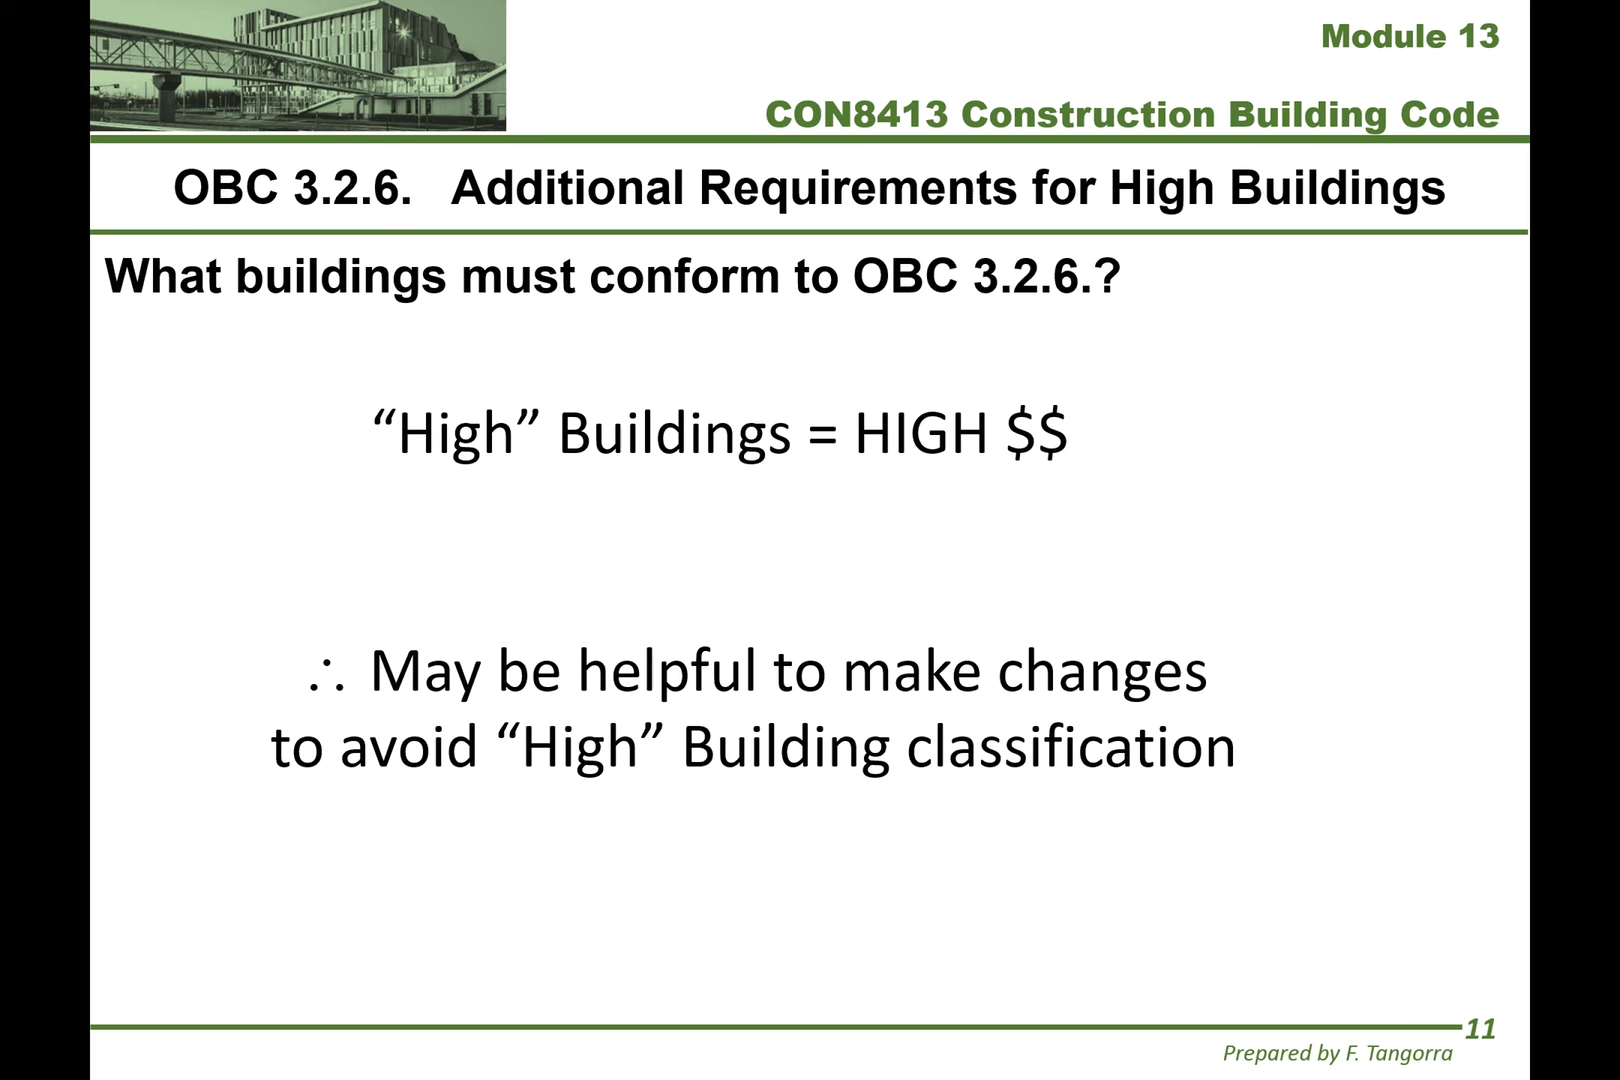 Module 13
CON8413 Construction Building Code
OBC 3.2.6. Additional Requirements for High Buildings
What buildings must conform to OBC 3.2.6.?
“High” Buildings = HIGH $$
∴ May be helpful to make changes
to avoid “High” Building classification
11
Prepared by F. Tangorra